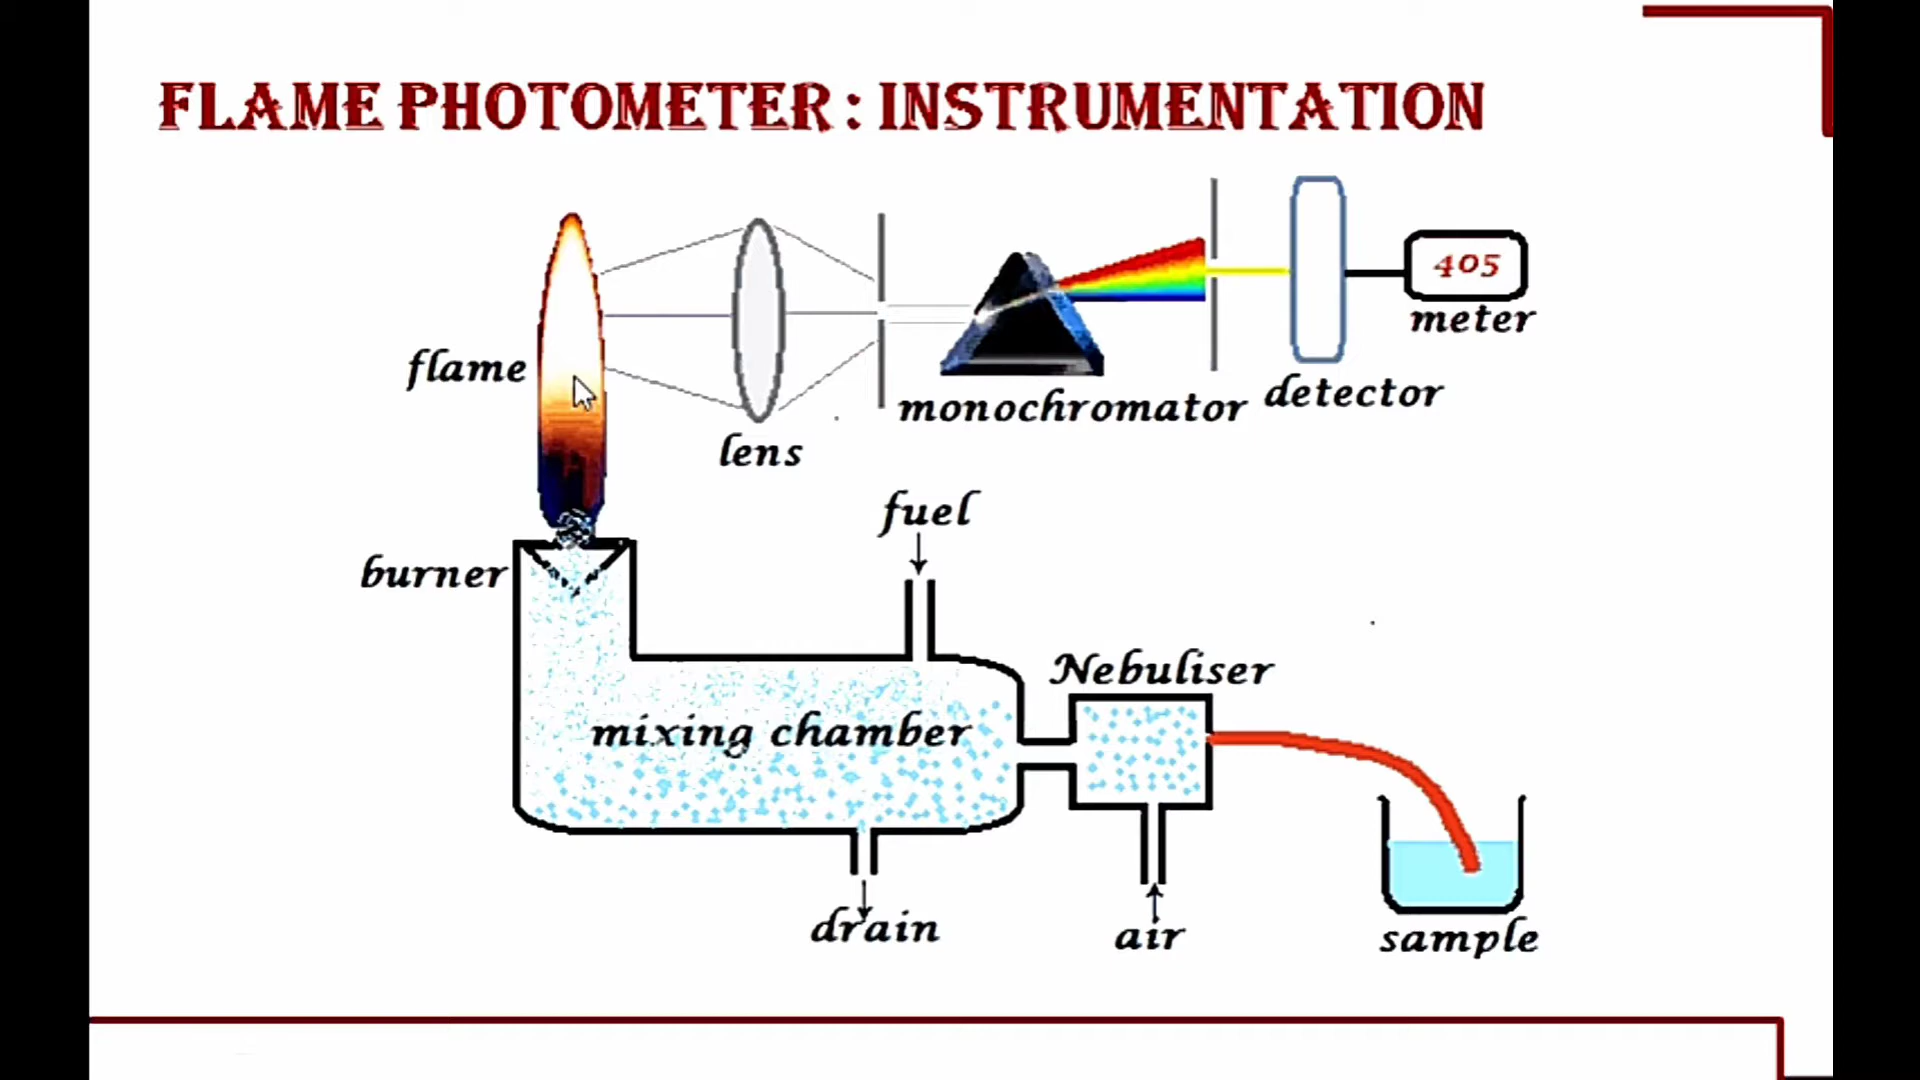 FLAME PHOTOMETER : INSTRUMENTATION
405
meter
flame
detector
monochromator
lens
fuel
burner
Nebuliser
mixing chamber
drain
air
sample